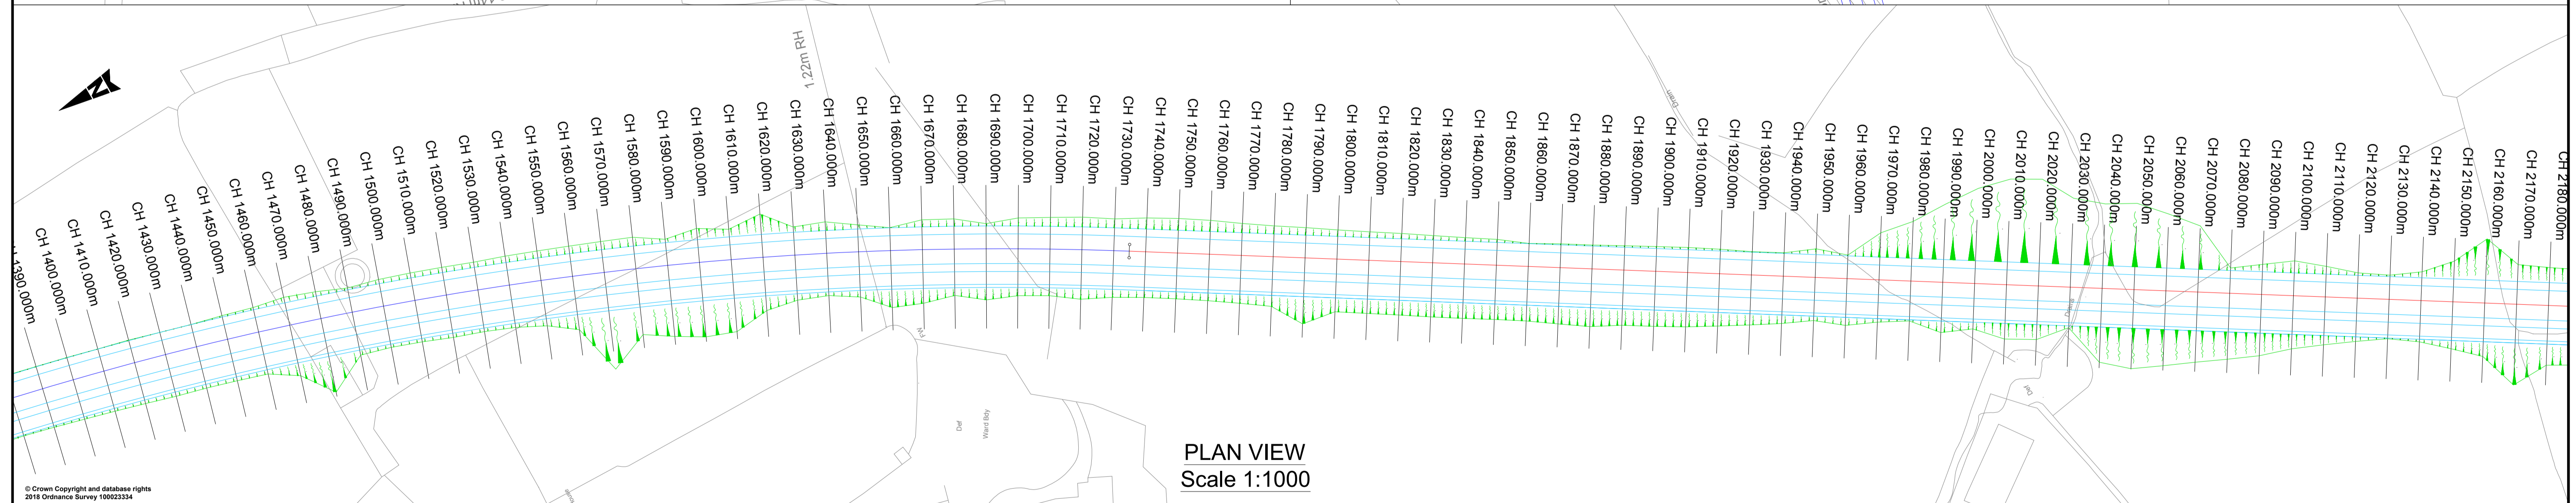 1.22m RH
N
CH 1400.000m
CH 1410.000m
CH 1420.000m
CH 1430.000m
CH 1440.000m
CH 1450.000m
CH 1460.000m
CH 1470.000m
CH 1480.000m
CH 1490.000m
CH 1500.000m
CH 1510.000m
CH 1520.000m
CH 1530.000m
CH 1540.000m
CH 1550.000m
CH 1560.000m
CH 1570.000m
CH 1580.000m
CH 1590.000m
CH 1600.000m
CH 1610.000m
CH 1620.000m
CH 1630.000m
CH 1640.000m
CH 1650.000m
CH 1660.000m
CH 1670.000m
CH 1680.000m
CH 1690.000m
CH 1700.000m
CH 1710.000m
CH 1720.000m
CH 1730.000m
CH 1740.000m
CH 1750.000m
CH 1760.000m
CH 1770.000m
CH 1780.000m
CH 1790.000m
CH 1800.000m
CH 1810.000m
CH 1820.000m
CH 1830.000m
CH 1840.000m
CH 1850.000m
CH 1860.000m
CH 1870.000m
CH 1880.000m
CH 1890.000m
CH 1900.000m
CH 1910.000m
CH 1920.000m
CH 1930.000m
CH 1940.000m
CH 1950.000m
CH 1960.000m
CH 1970.000m
CH 1980.000m
CH 1990.000m
CH 2000.000m
CH 2010.000m
CH 2020.000m
CH 2030.000m
CH 2040.000m
CH 2050.000m
CH 2060.000m
CH 2070.000m
CH 2080.000m
CH 2090.000m
CH 2100.000m
CH 2110.000m
CH 2120.000m
CH 2130.000m
CH 2140.000m
CH 2150.000m
CH 2160.000m
CH 2170.000m
CH 2180.000m
1390.000m
Drain
FW
Def
Ward Bdy
Def
PLAN VIEW
Scale 1:1000
© Crown Copyright and database rights
2018 Ordnance Survey 100023334